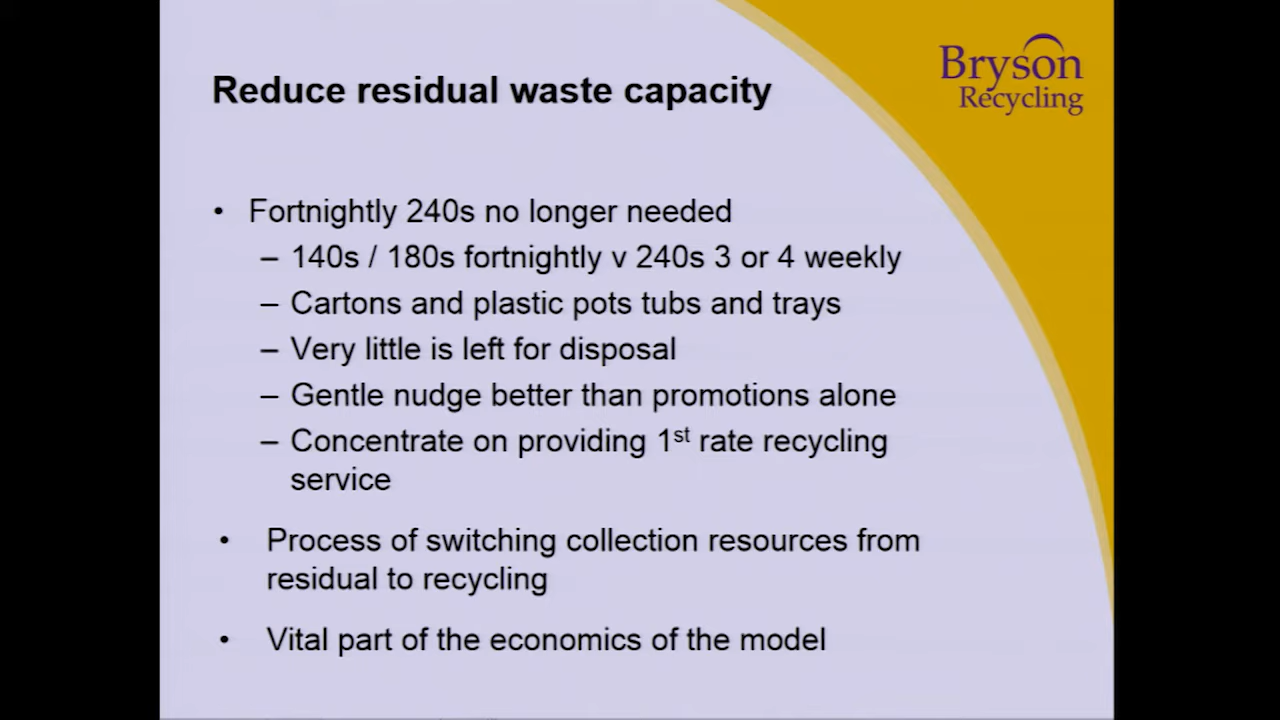 Bryson
Recycling
Reduce residual waste capacity
• Fortnightly 240s no longer needed
– 140s / 180s fortnightly v 240s 3 or 4 weekly
– Cartons and plastic pots tubs and trays
– Very little is left for disposal
– Gentle nudge better than promotions alone
– Concentrate on providing 1st rate recycling
service
• Process of switching collection resources from
residual to recycling
• Vital part of the economics of the model